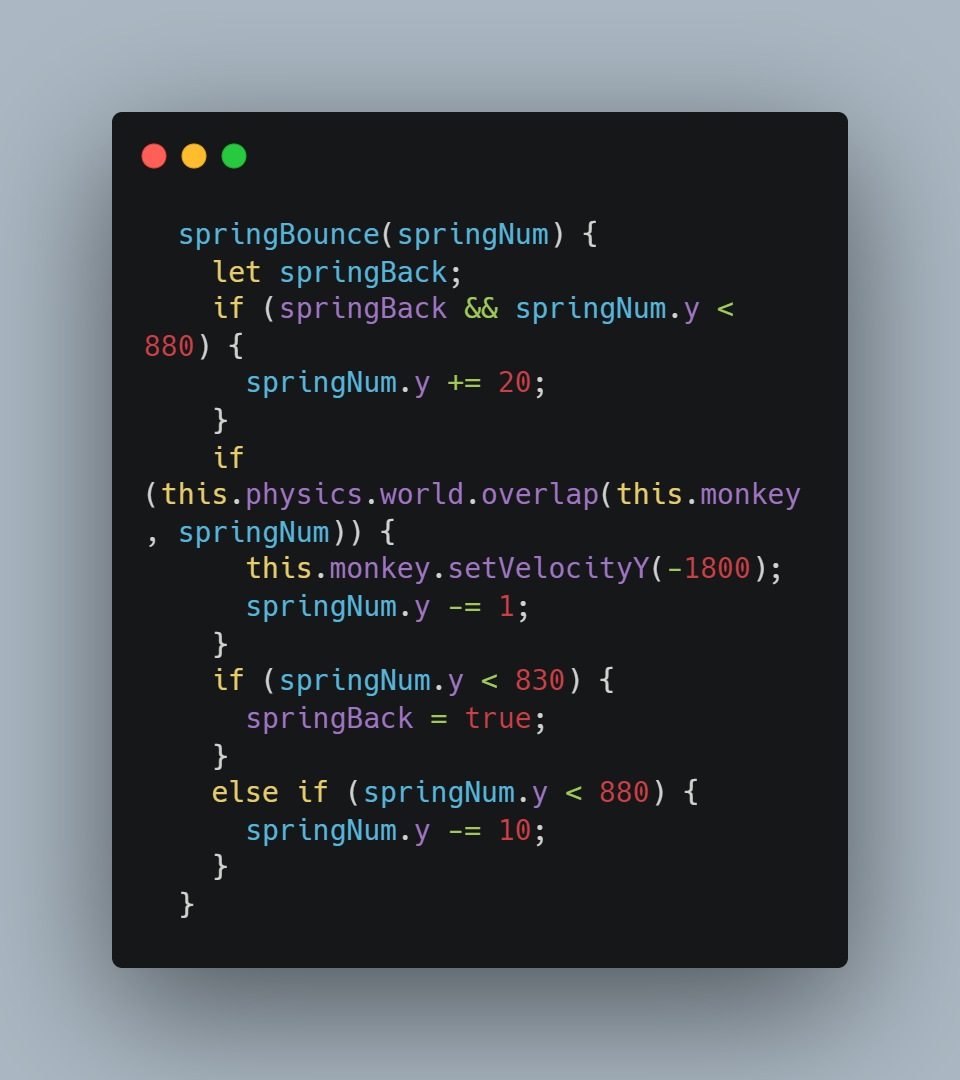 springBounce(springNum) {
let springBack;
if (springBack && springNum.y <
880) {
springNum.y += 20;
}
if
(this.physics.world.overlap(this.monkey
, springNum)) {
this.monkey.setVelocityY(-1800);
springNum.y -= 1;
}
if (springNum.y < 830) {
springBack = true;
}
else if (springNum.y < 880) {
springNum.y -= 10;
}
}